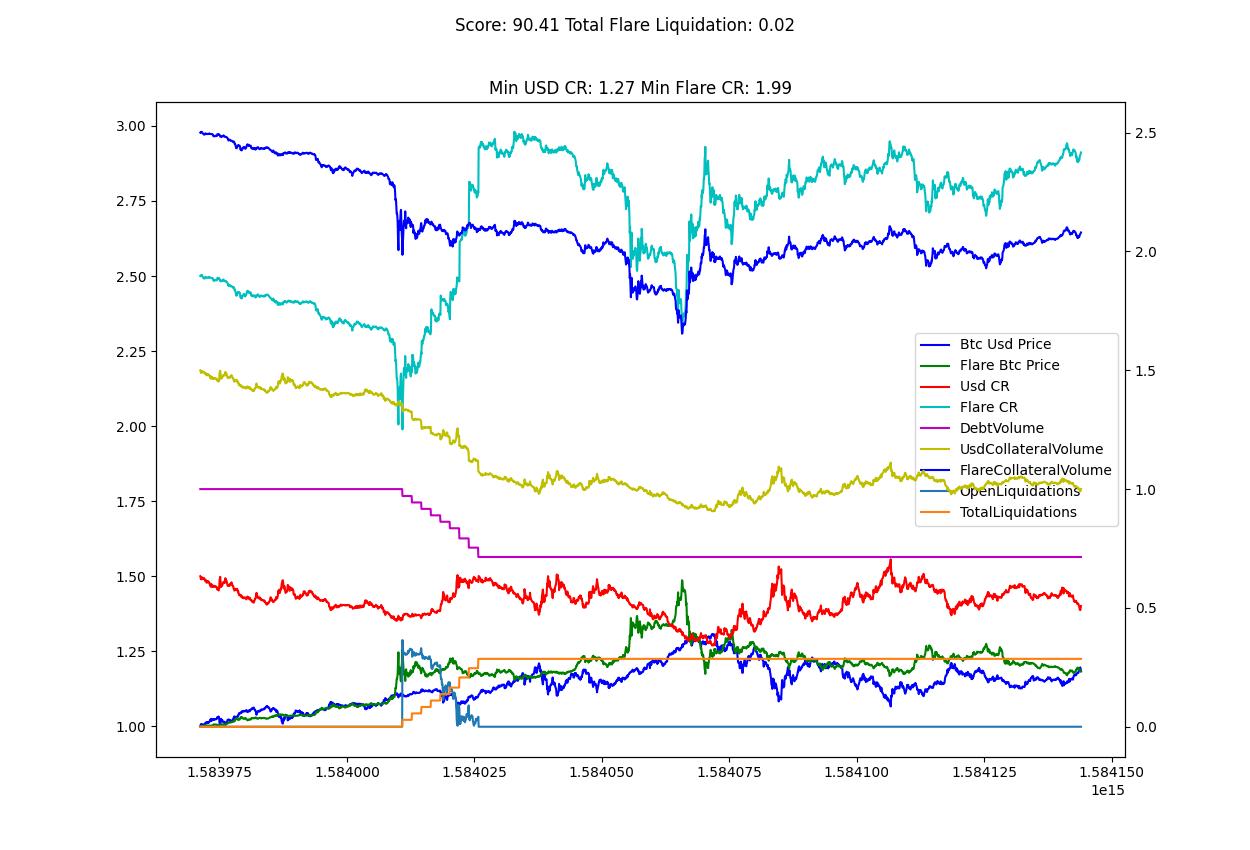 Score: 90.41 Total Flare Liquidation: 0.02
Min USD CR: 1.27 Min Flare CR: 1.99
3.00
2.75
2.50
2.25
2.00
1.75
1.50
1.25
1.00
2.5
2.0
1.5
1.0
0.5
0.0
Btc Usd Price
Flare Btc Price
Usd CR
Flare CR
DebtVolume
UsdCollateralVolume
FlareCollateralVolume
OpenLiquidations
TotalLiquidations
1.583975 1.584000 1.584025 1.584050 1.584075 1.584100 1.584125 1.584150
1e15